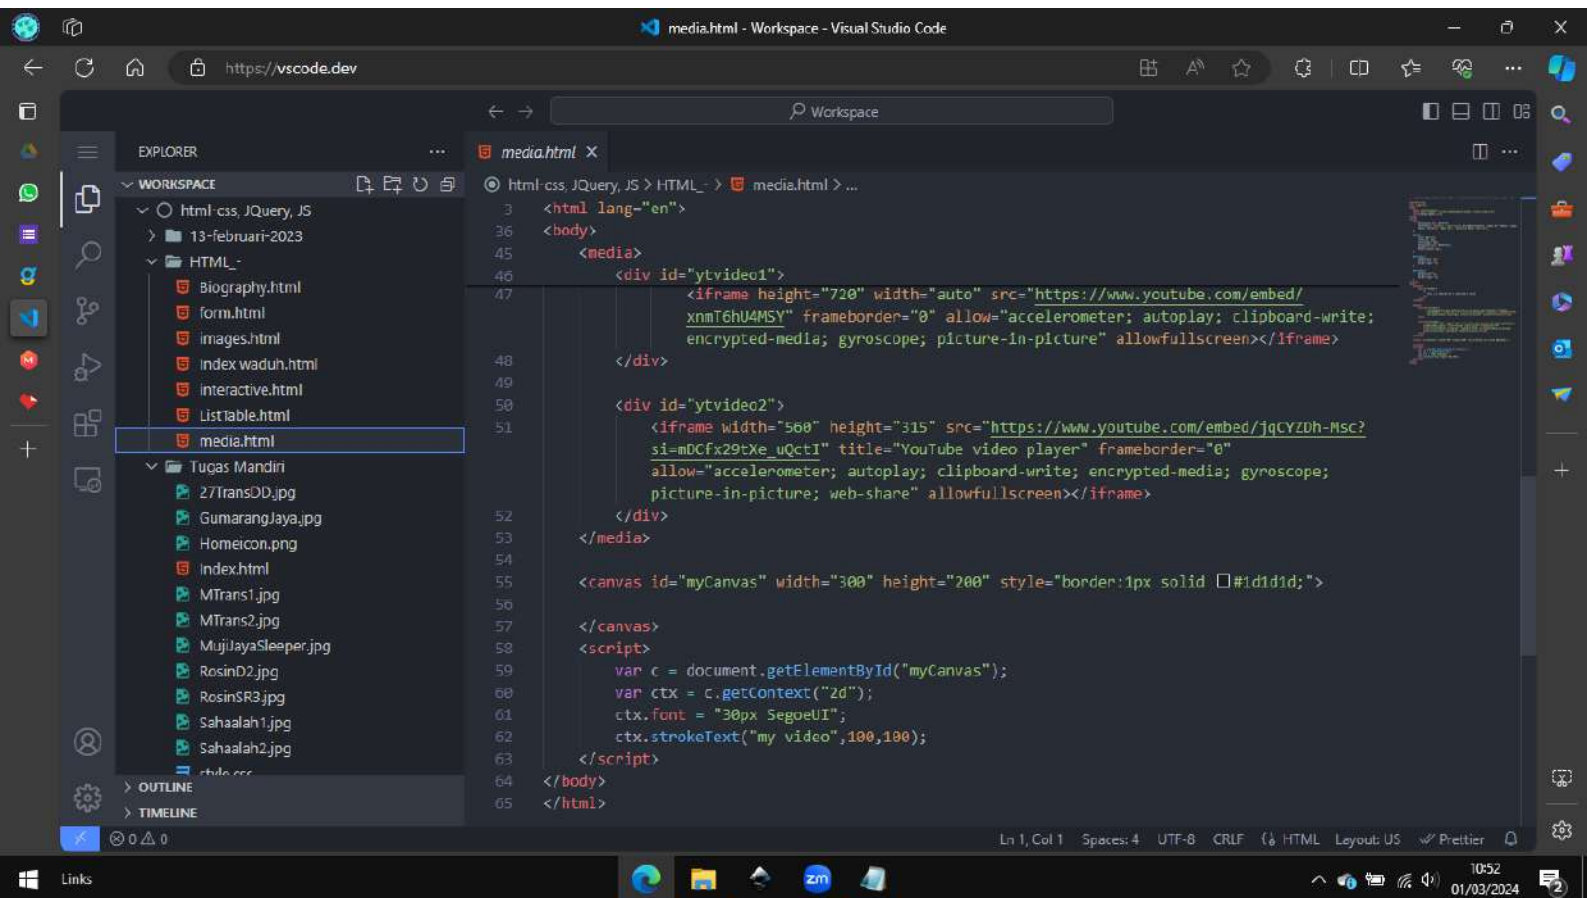 media.html - Workspace - Visual Studio Code
https://vscode.dev
Workspace
EXPLORER
media.html
WORKSPACE
html-css, JQuery, JS > HTML_- > media.html > ...
html-css, JQuery, JS
13-februari-2023
HTML_-
Biography.html
form.html
images.html
Index waduh.html
interactive.html
ListTable.html
media.html
Tugas Mandiri
27TransDD.jpg
GumarangJaya.jpg
Homeicon.png
Index.html
MTrans1.jpg
MTrans2.jpg
MujiJayaSleeper.jpg
RosinD2.jpg
RosinSR3.jpg
Sahaalah1.jpg
Sahaalah2.jpg
style.css
OUTLINE
TIMELINE
3 <html lang="en">
36 <body>
45 <media>
46 <div id="ytvideo1">
47 <iframe height="720" width="auto" src="https://www.youtube.com/embed/
xnmT6hU4MSY" frameborder="0" allow="accelerometer; autoplay; clipboard-write;
encrypted-media; gyroscope; picture-in-picture" allowfullscreen></iframe>
48 </div>
49
50 <div id="ytvideo2">
51 <iframe width="560" height="315" src="https://www.youtube.com/embed/jqCYZDh-Msc?
si=mDCfx29tXe_uQctI" title="YouTube video player" frameborder="0"
allow="accelerometer; autoplay; clipboard-write; encrypted-media; gyroscope;
picture-in-picture; web-share" allowfullscreen></iframe>
52 </div>
53 </media>
54
55 <canvas id="myCanvas" width="300" height="200" style="border:1px solid #1d1d1d;">
56
57 </canvas>
58 <script>
59 var c = document.getElementById("myCanvas");
60 var ctx = c.getContext("2d");
61 ctx.font = "30px SegoeUI";
62 ctx.strokeText("my video",100,100);
63 </script>
64 </body>
65 </html>
0 0
Ln 1, Col 1 Spaces: 4 UTF-8 CRLF HTML Layout: US Prettier
Links
zm
10:52
01/03/2024
2